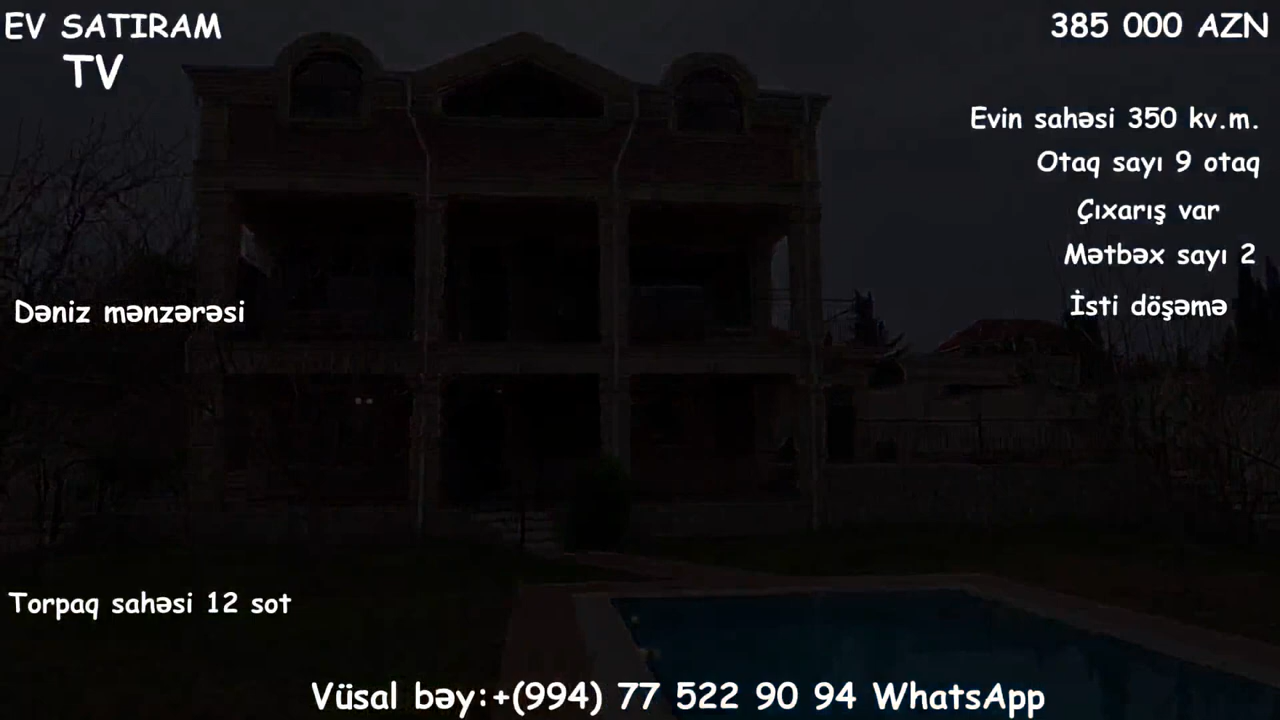 EV SATIRAM
TV
385 000 AZN
Evin sahəsi 350 kv.m.
Otaq sayı 9 otaq
Çıxarış var
Mətbəx sayı 2
İsti döşəmə
Dəniz mənzərəsi
Torpaq sahəsi 12 sot
Vüsal bəy:+(994) 77 522 90 94 WhatsApp